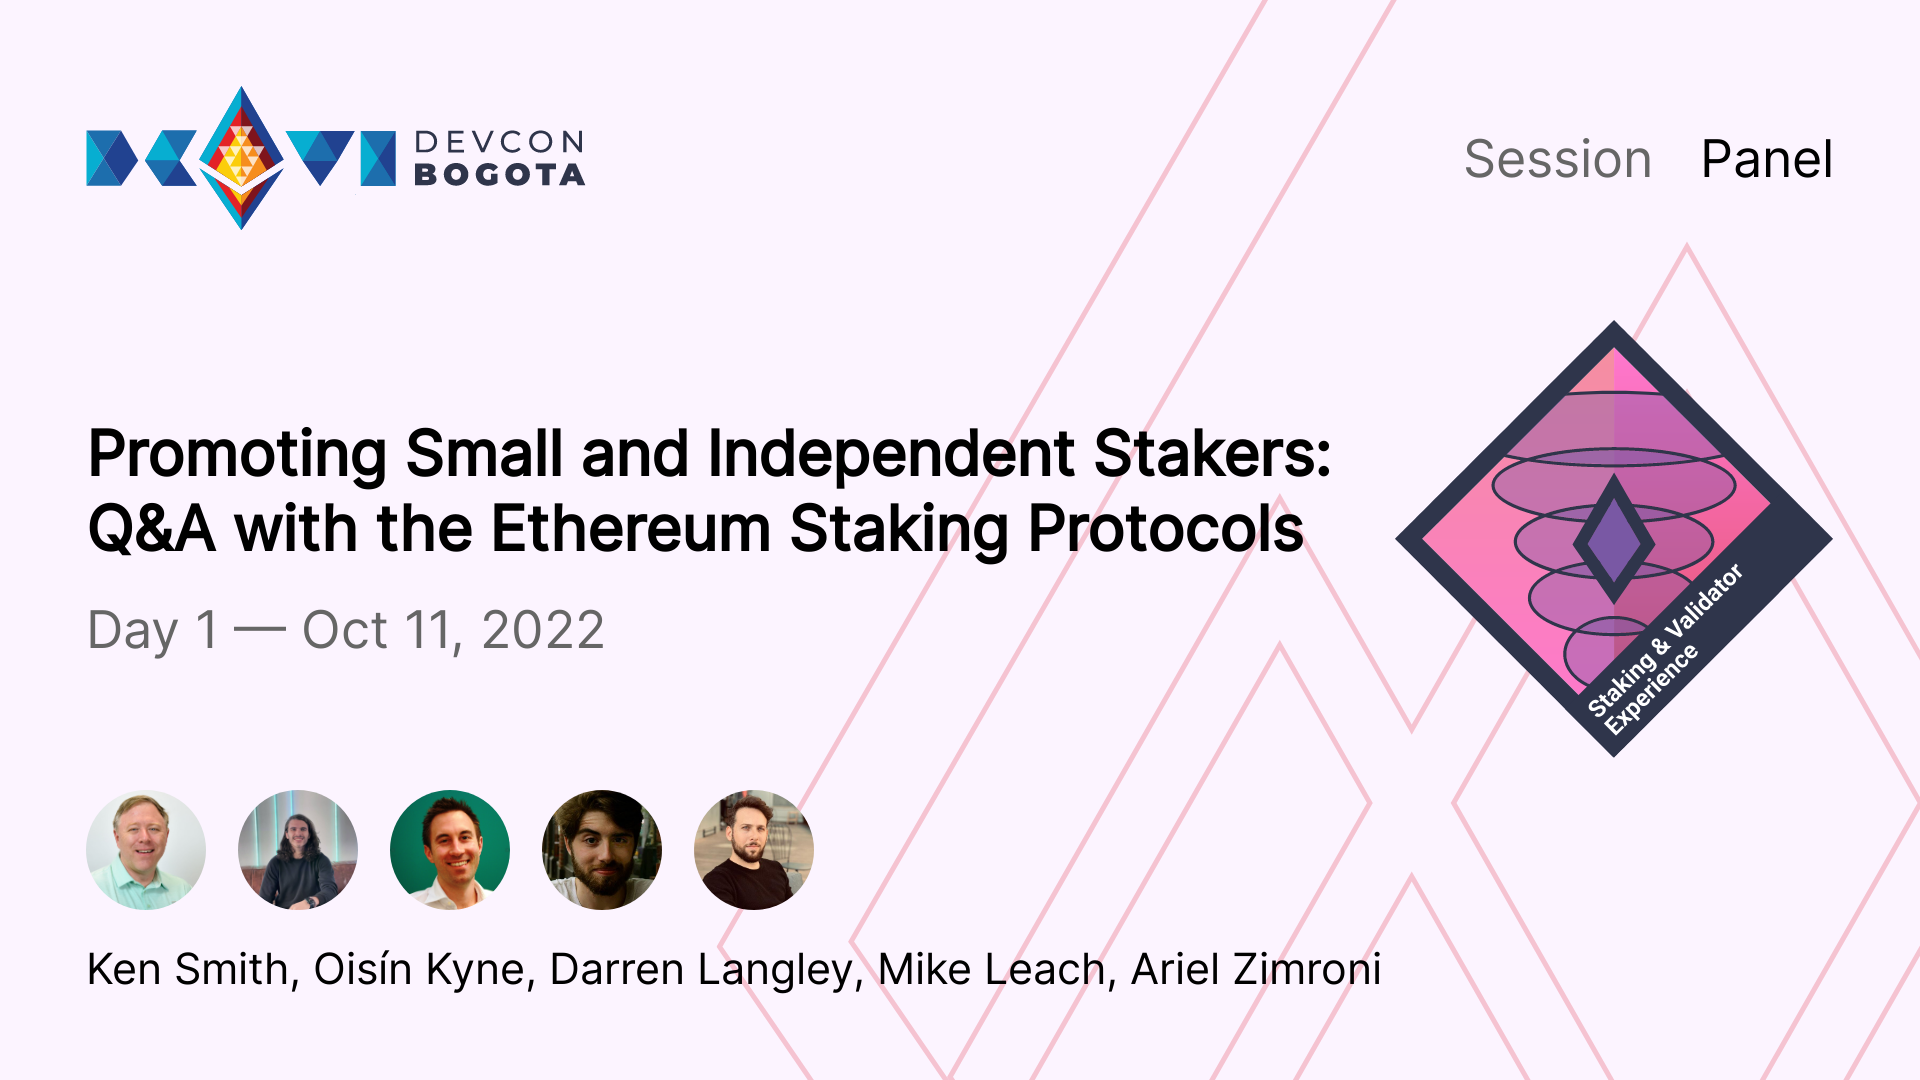 DEVCON
BOGOTA
Session Panel
Promoting Small and Independent Stakers:
Q&A with the Ethereum Staking Protocols
Day 1 — Oct 11, 2022
Staking & Validator
Experience
Ken Smith, Oisín Kyne, Darren Langley, Mike Leach, Ariel Zimroni